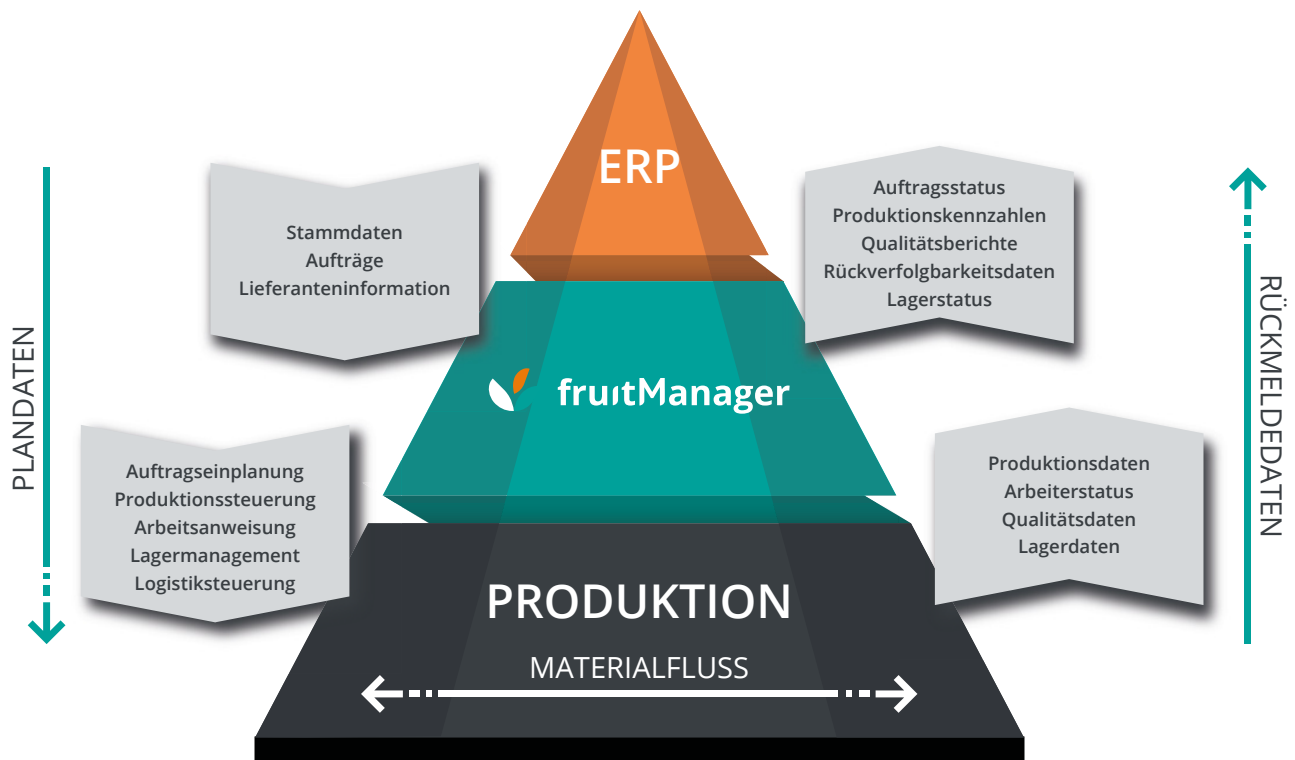 ERP
Stammdaten
Aufträge
Lieferanteninformation
Auftragsstatus
Produktionskennzahlen
Qualitätsberichte
Rückverfolgbarkeitsdaten
Lagerstatus
PLANDATEN
RÜCKMELDEDATEN
fruitManager
Auftragseinplanung
Produktionssteuerung
Arbeitsanweisung
Lagermanagement
Logistiksteuerung
Produktionsdaten
Arbeiterstatus
Qualitätsdaten
Lagerdaten
PRODUKTION
MATERIALFLUSS